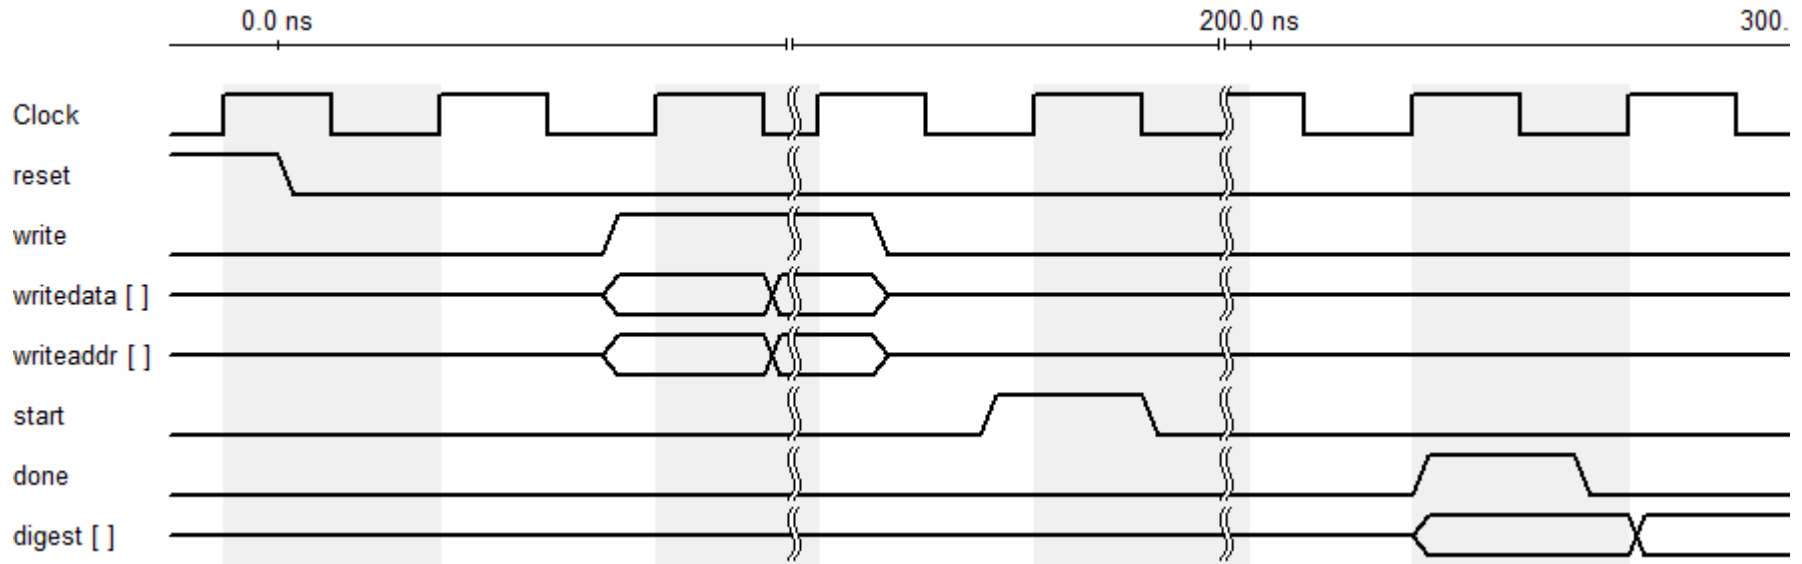 0.0 ns 200.0 ns 300.
Clock
reset
write
writedata [ ]
writeaddr [ ]
start
done
digest [ ]